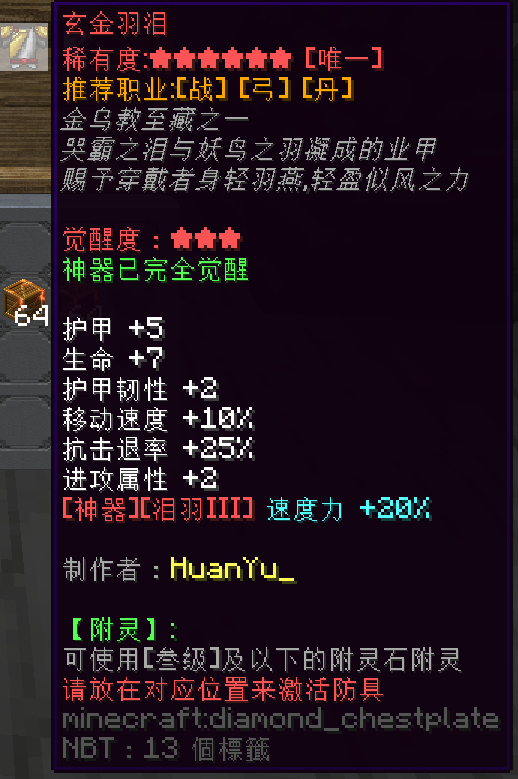 玄金羽泪
稀有度:★★★★★★ [唯一]
推荐职业:[战] [弓] [丹]
金乌教至藏之一
哭霸之泪与妖鸟之羽凝成的业甲
赐予穿戴者身轻羽燕,轻盈似风之力
觉醒度：★★★
神器已完全觉醒
64
护甲 +5
生命 +7
护甲韧性 +2
移动速度 +10%
抗击退率 +25%
进攻属性 +2
[神器][泪羽III] 速度力 +20%
制作者：HuanYu_
【附灵】:
可使用[叁级]及以下的附灵石附灵
请放在对应位置来激活防具
minecraft:diamond_chestplate
NBT：13 個標籤